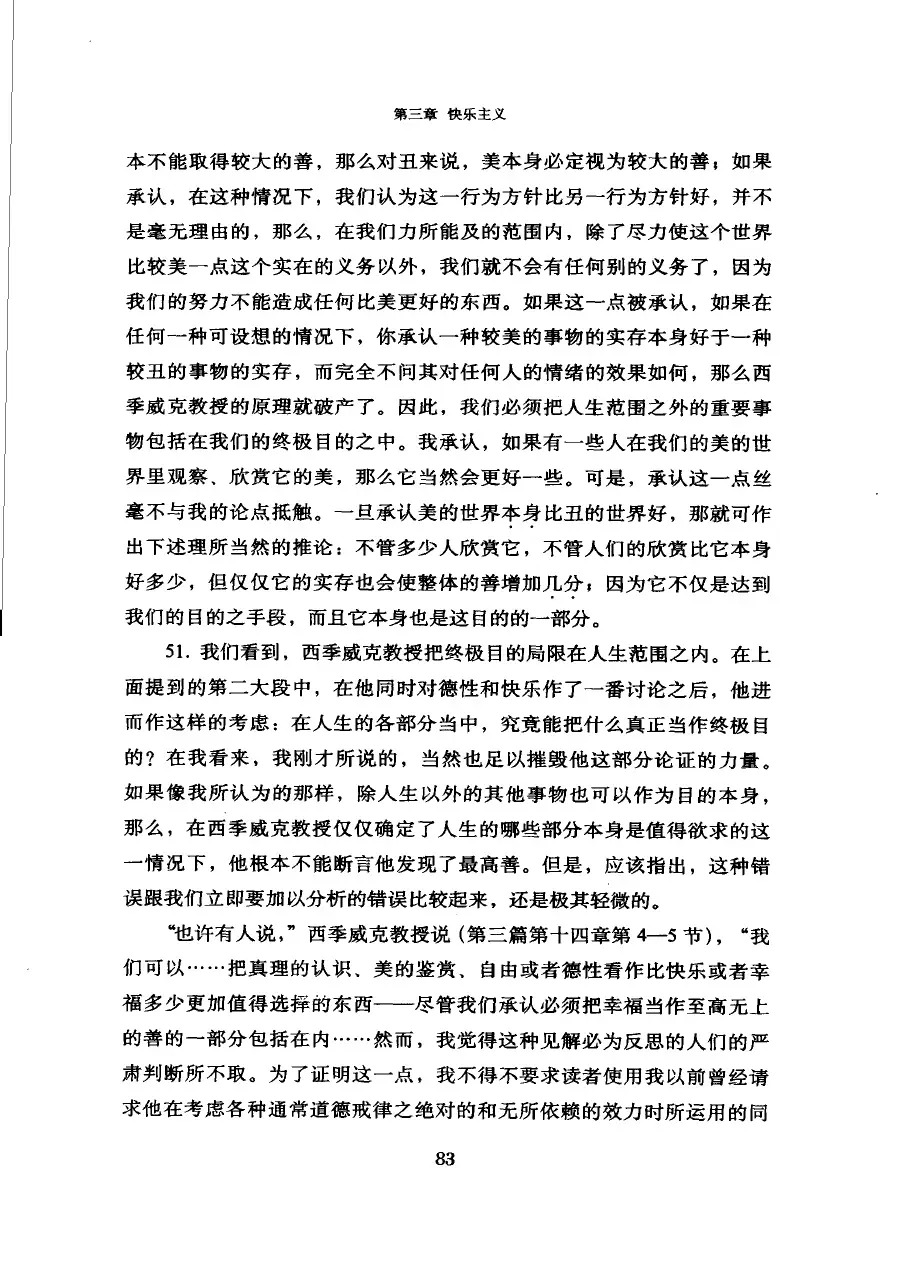 第三章 快乐主义
本不能取得较大的善，那么对丑来说，美本身必定视为较大的善；如果
承认，在这种情况下，我们认为这一行为方针比另一行为方针好，并不
是毫无理由的，那么，在我们力所能及的范围内，除了尽力使这个世界
比较美一点这个实在的义务以外，我们就不会有任何别的义务了，因为
我们的努力不能造成任何比美更好的东西。如果这一点被承认，如果在
任何一种可设想的情况下，你承认一种较美的事物的实存本身好于一种
较丑的事物的实存，而完全不问其对任何人的情绪的效果如何，那么西
季威克教授的原理就破产了。因此，我们必须把人生范围之外的重要事
物包括在我们的终极目的之中。我承认，如果有一些人在我们的美的世
界里观察、欣赏它的美，那么它当然会更好一些。可是，承认这一点丝
毫不与我的论点抵触。一旦承认美的世界本身比丑的世界好，那就可作
出下述理所当然的推论：不管多少人欣赏它，不管人们的欣赏比它本身
好多少，但仅仅它的实存也会使整体的善增加几分；因为它不仅是达到
我们的目的之手段，而且它本身也是这目的的一部分。
51. 我们看到，西季威克教授把终极目的局限在人生范围之内。在上
面提到的第二大段中，在他同时对德性和快乐作了一番讨论之后，他进
而作这样的考虑：在人生的各部分当中，究竟能把什么真正当作终极目
的？在我看来，我刚才所说的，当然也足以摧毁他这部分论证的力量。
如果像我所认为的那样，除人生以外的其他事物也可以作为目的本身，
那么，在西季威克教授仅仅确定了人生的哪些部分本身是值得欲求的这
一情况下，他根本不能断言他发现了最高善。但是，应该指出，这种错
误跟我们立即要加以分析的错误比较起来，还是极其轻微的。
“也许有人说，”西季威克教授说（第三篇第十四章第 4—5 节），“我
们可以……把真理的认识、美的鉴赏、自由或者德性看作比快乐或者幸
福多少更加值得选择的东西——尽管我们承认必须把幸福当作至高无上
的善的一部分包括在内……然而，我觉得这种见解必为反思的人们的严
肃判断所不取。为了证明这一点，我不得不要求读者使用我以前曾经请
求他在考虑各种通常道德戒律之绝对的和无所依赖的效力时所运用的同
83